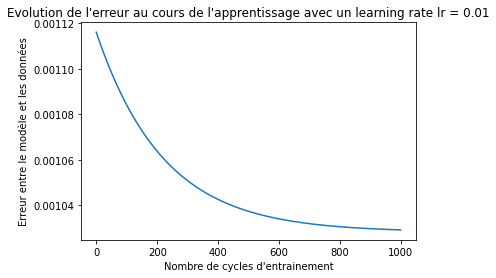 Evolution de l'erreur au cours de l'apprentissage avec un learning rate lr = 0.01
0.00112
0.00110
0.00108
0.00106
0.00104
Erreur entre le modèle et les données
0 200 400 600 800 1000
Nombre de cycles d'entrainement